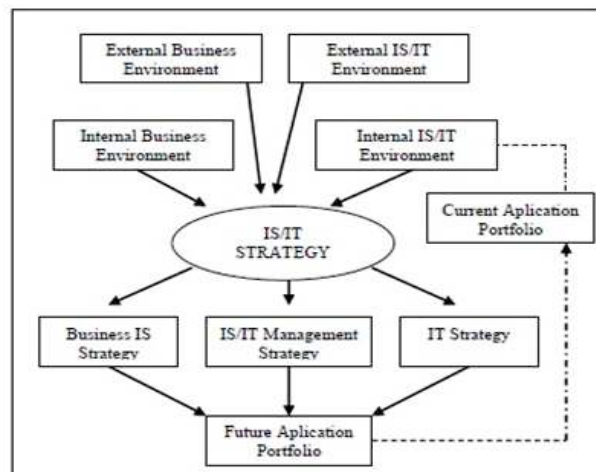 External Business
Environment
External IS/IT
Environment
Internal Business
Environment
Internal IS/IT
Environment
Current Aplication
Portfolio
IS/IT
STRATEGY
Business IS
Strategy
IS/IT Management
Strategy
IT Strategy
Future Aplication
Portfolio